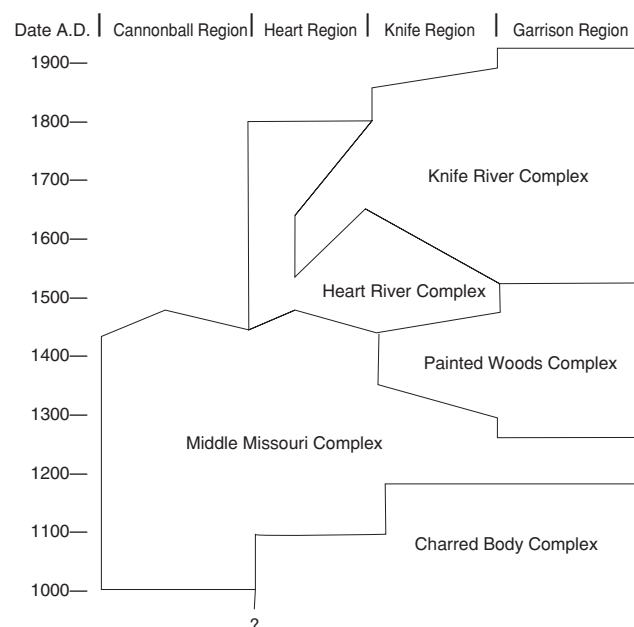 Date A.D. Cannonball Region Heart Region Knife Region Garrison Region
1900
1800
1700
Knife River Complex
1600
1500
Heart River Complex
1400
Painted Woods Complex
1300
Middle Missouri Complex
1200
1100
Charred Body Complex
1000
?